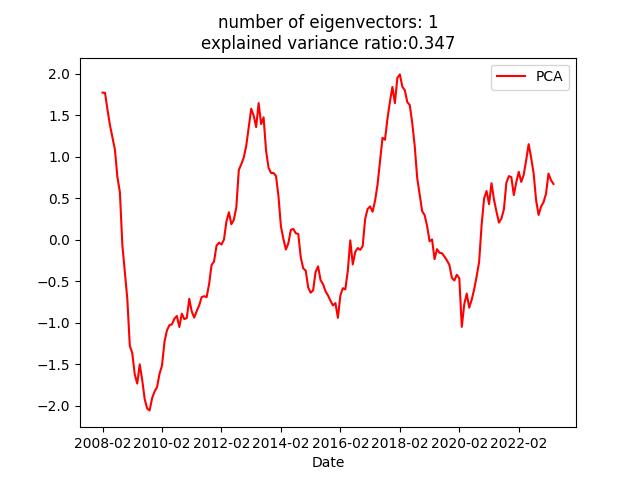 number of eigenvectors: 1
explained variance ratio:0.347
PCA
2.0
1.5
1.0
0.5
0.0
−0.5
−1.0
−1.5
−2.0
2008-02 2010-02 2012-02 2014-02 2016-02 2018-02 2020-02 2022-02
Date